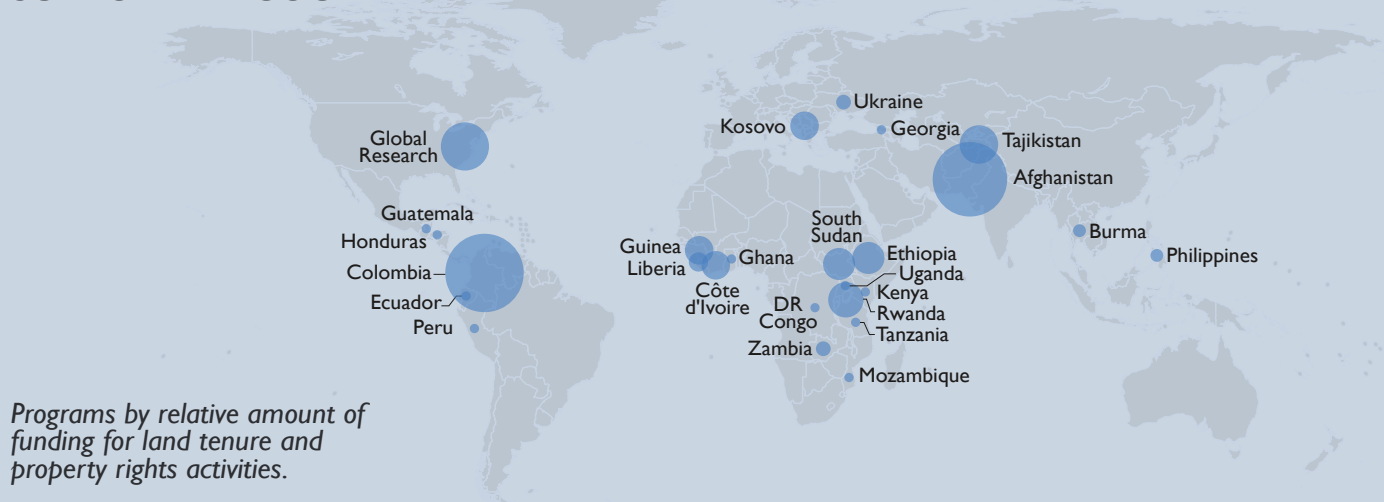 Ukraine
Kosovo
Georgia
Global
Research
Tajikistan
Afghanistan
Guatemala
Honduras
Colombia
Ecuador
Peru
South
Sudan
Guinea
Liberia
Ghana
Côte
d'Ivoire
Ethiopia
Uganda
Kenya
Rwanda
Tanzania
DR
Congo
Zambia
Mozambique
Burma
Philippines
Programs by relative amount of
funding for land tenure and
property rights activities.